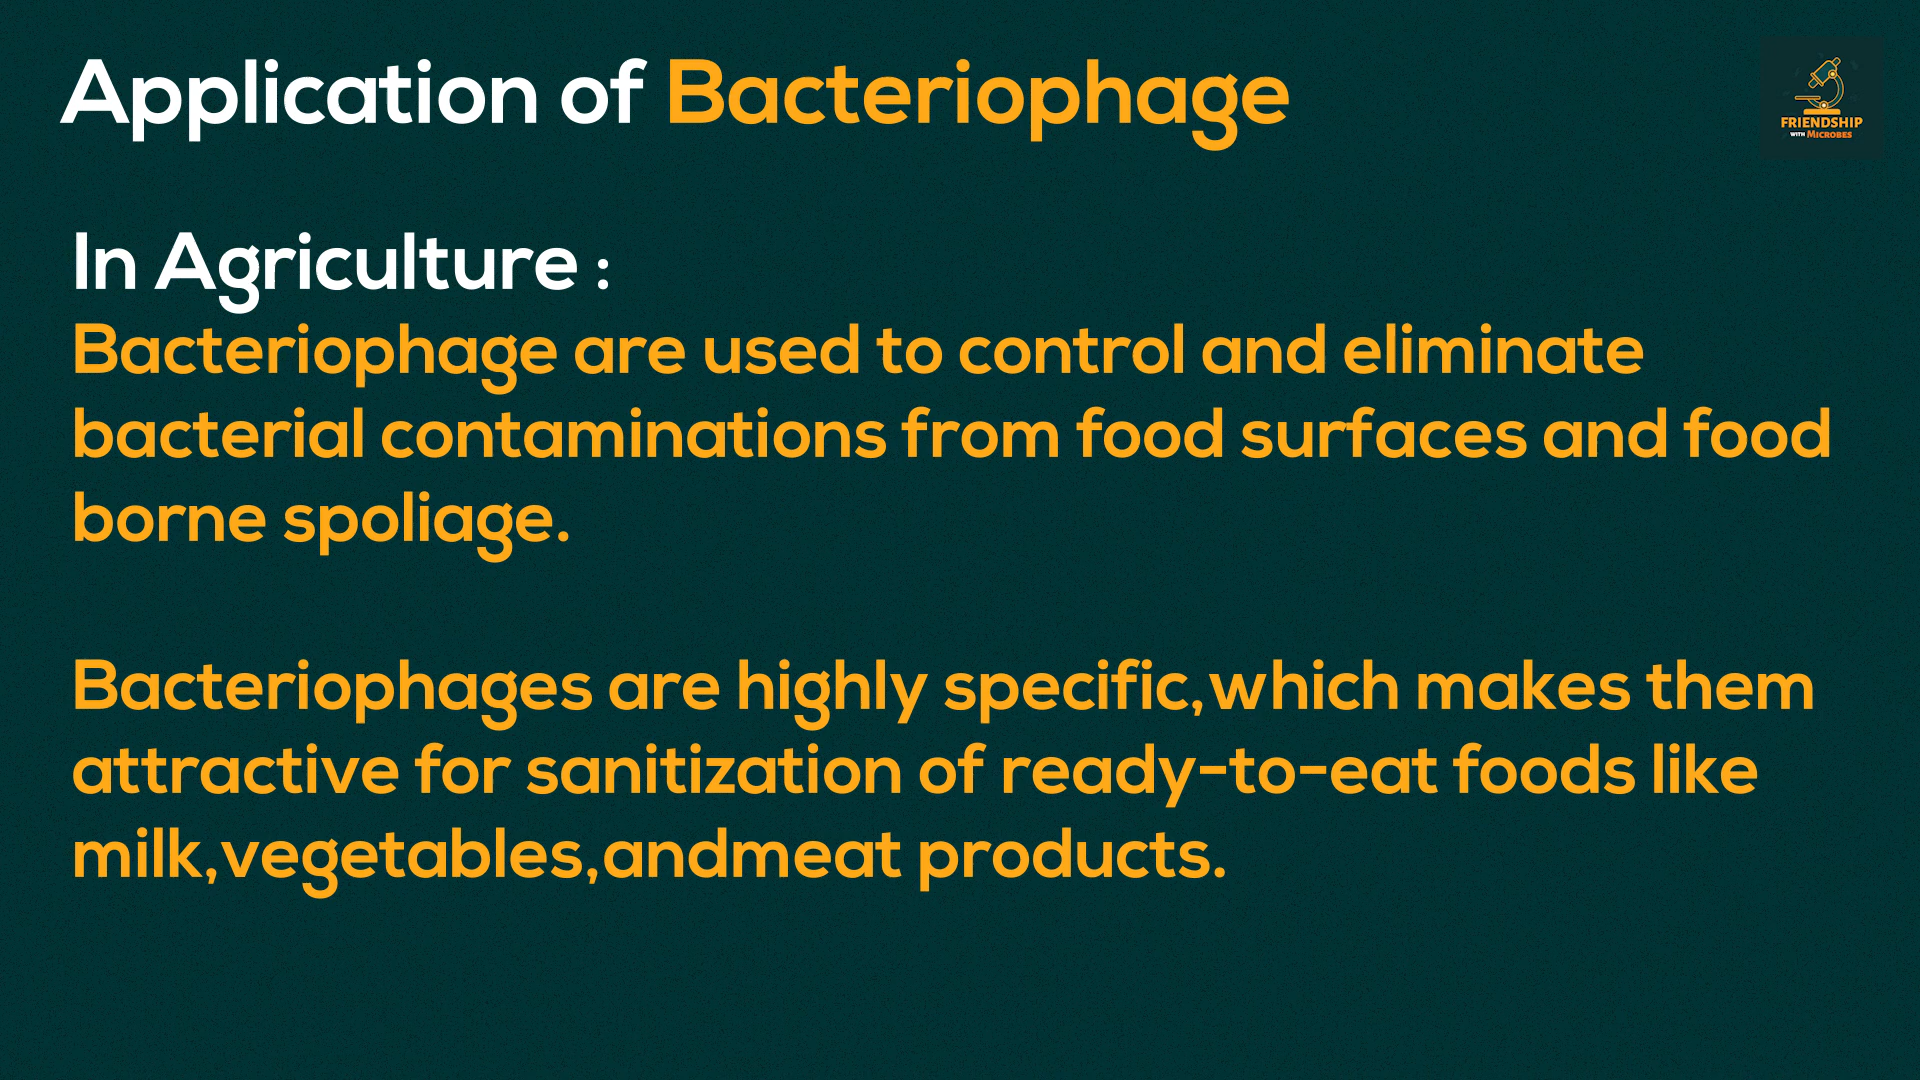 Application of Bacteriophage
FRIENDSHIP
WITH MICROBES
In Agriculture :
Bacteriophage are used to control and eliminate
bacterial contaminations from food surfaces and food
borne spoliage.
Bacteriophages are highly specific,which makes them
attractive for sanitization of ready-to-eat foods like
milk,vegetables,andmeat products.